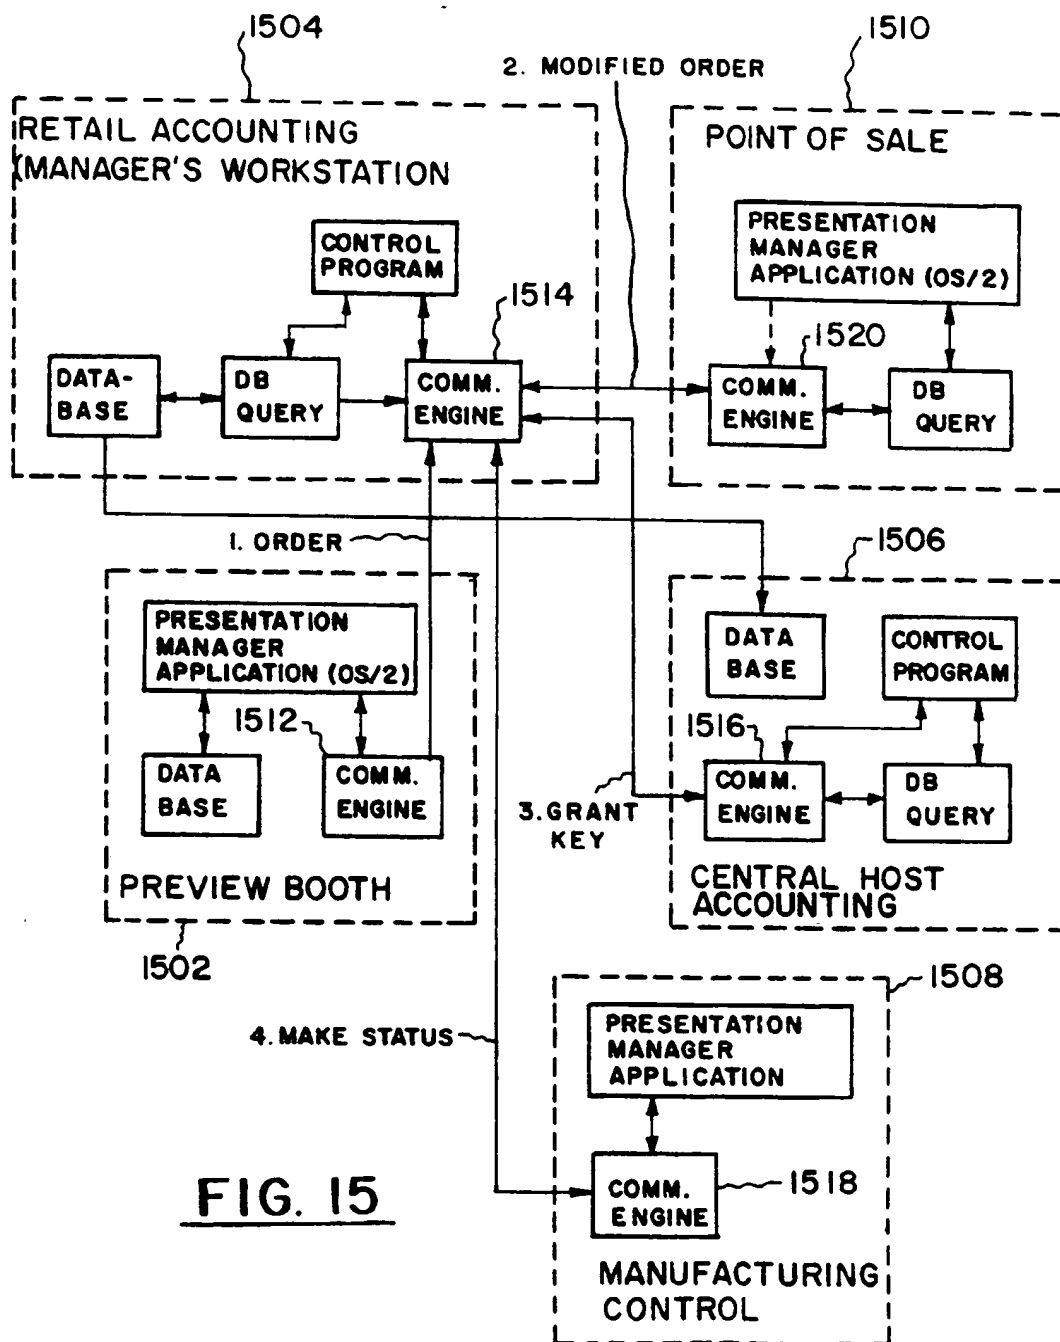 1504
1510
2. MODIFIED ORDER
RETAIL ACCOUNTING
(MANAGER'S WORKSTATION
POINT OF SALE
CONTROL
PROGRAM
PRESENTATION
MANAGER
APPLICATION (OS/2)
1514
1520
DATA-
BASE
DB
QUERY
COMM.
ENGINE
COMM.
ENGINE
DB
QUERY
1. ORDER
1506
PRESENTATION
MANAGER
APPLICATION (OS/2)
DATA
BASE
CONTROL
PROGRAM
1512
1516
DATA
BASE
COMM.
ENGINE
COMM.
ENGINE
DB
QUERY
3. GRANT
KEY
PREVIEW BOOTH
CENTRAL HOST
ACCOUNTING
1502
1508
4. MAKE STATUS
PRESENTATION
MANAGER
APPLICATION
COMM.
ENGINE
1518
FIG. 15
MANUFACTURING
CONTROL